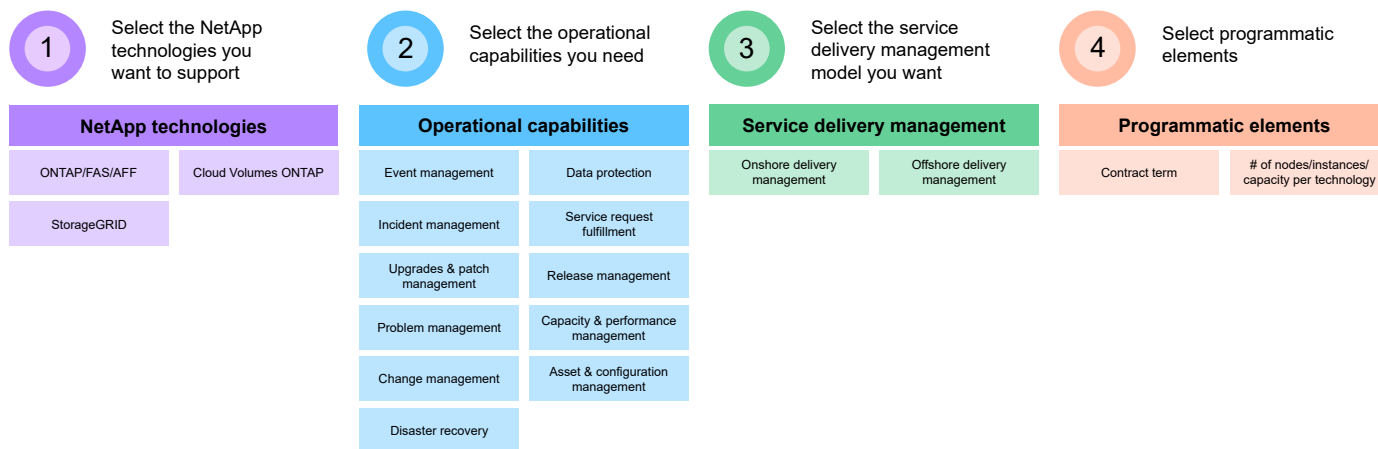 1
Select the NetApp
technologies you
want to support
2
Select the operational
capabilities you need
3
Select the service
delivery management
model you want
4
Select programmatic
elements
NetApp technologies
ONTAP/FAS/AFF
Cloud Volumes ONTAP
StorageGRID
Operational capabilities
Event management
Data protection
Incident management
Service request
fulfillment
Upgrades & patch
management
Release management
Problem management
Capacity & performance
management
Change management
Asset & configuration
management
Disaster recovery
Service delivery management
Onshore delivery
management
Offshore delivery
management
Programmatic elements
Contract term
# of nodes/instances/
capacity per technology